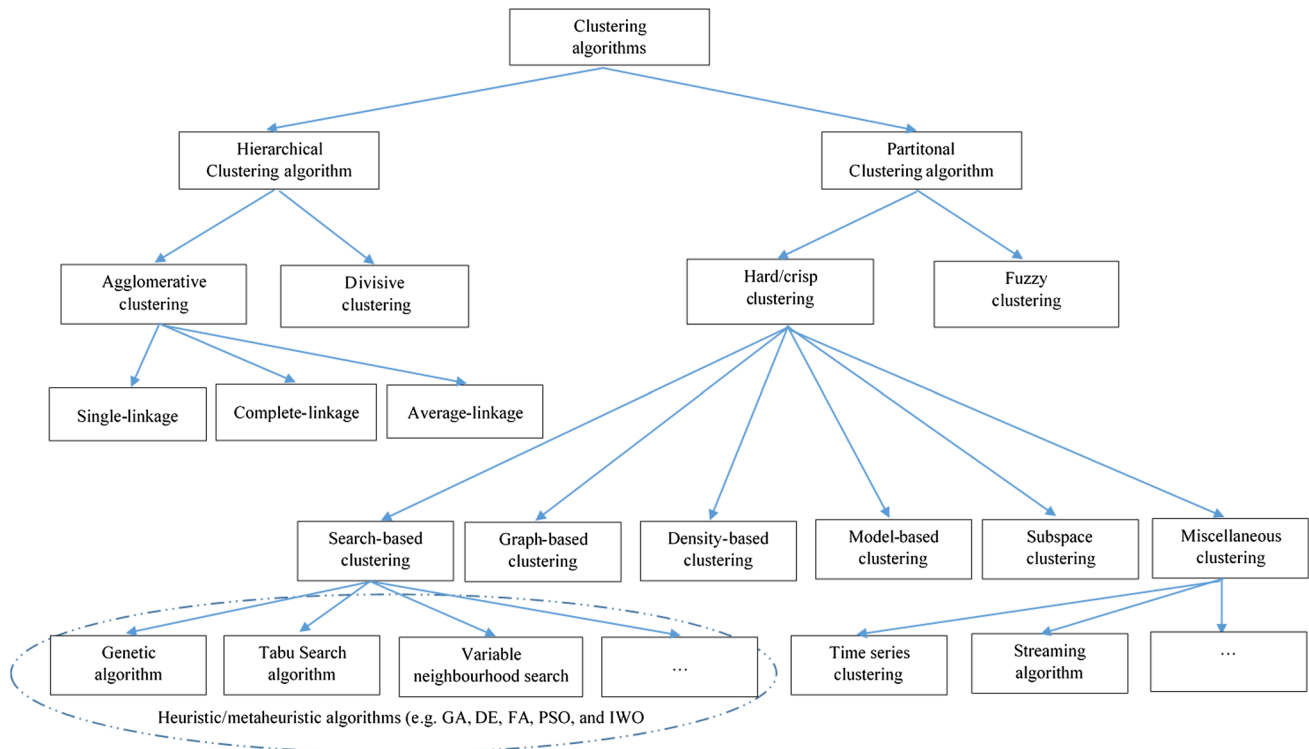 Clustering
algorithms
Hierarchical
Clustering algorithm
Partitonal
Clustering algorithm
Agglomerative
clustering
Divisive
clustering
Hard/crisp
clustering
Fuzzy
clustering
Single-linkage
Complete-linkage
Average-linkage
Search-based
clustering
Graph-based
clustering
Density-based
clustering
Model-based
clustering
Subspace
clustering
Miscellaneous
clustering
Genetic
algorithm
Tabu Search
algorithm
Variable
neighbourhood search
…
Time series
clustering
Streaming
algorithm
…
Heuristic/metaheuristic algorithms (e.g. GA, DE, FA, PSO, and IWO